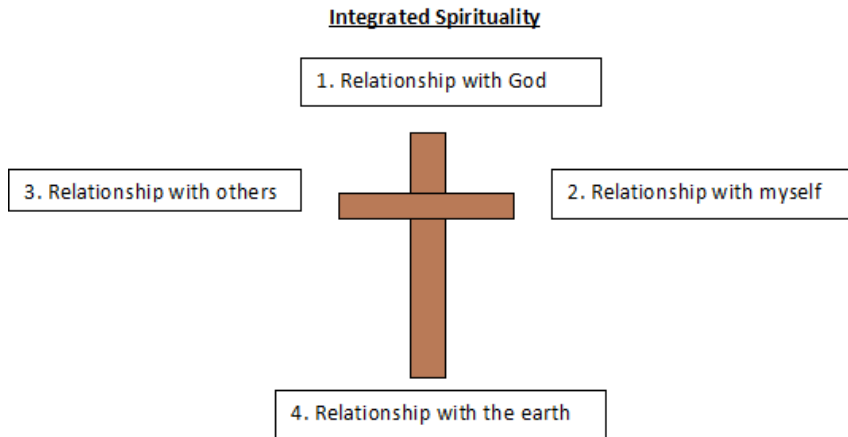 Integrated Spirituality
1. Relationship with God
3. Relationship with others
2. Relationship with myself
4. Relationship with the earth